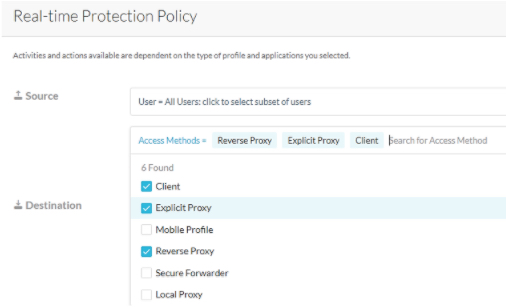 Real-time Protection Policy
Activities and actions available are dependent on the type of profile and applications you selected.
Source
User = All Users: click to select subset of users
Access Methods = Reverse Proxy Explicit Proxy Client Search for Access Method
6 Found
Client
Explicit Proxy
Mobile Profile
Destination
Reverse Proxy
Secure Forwarder
Local Proxy